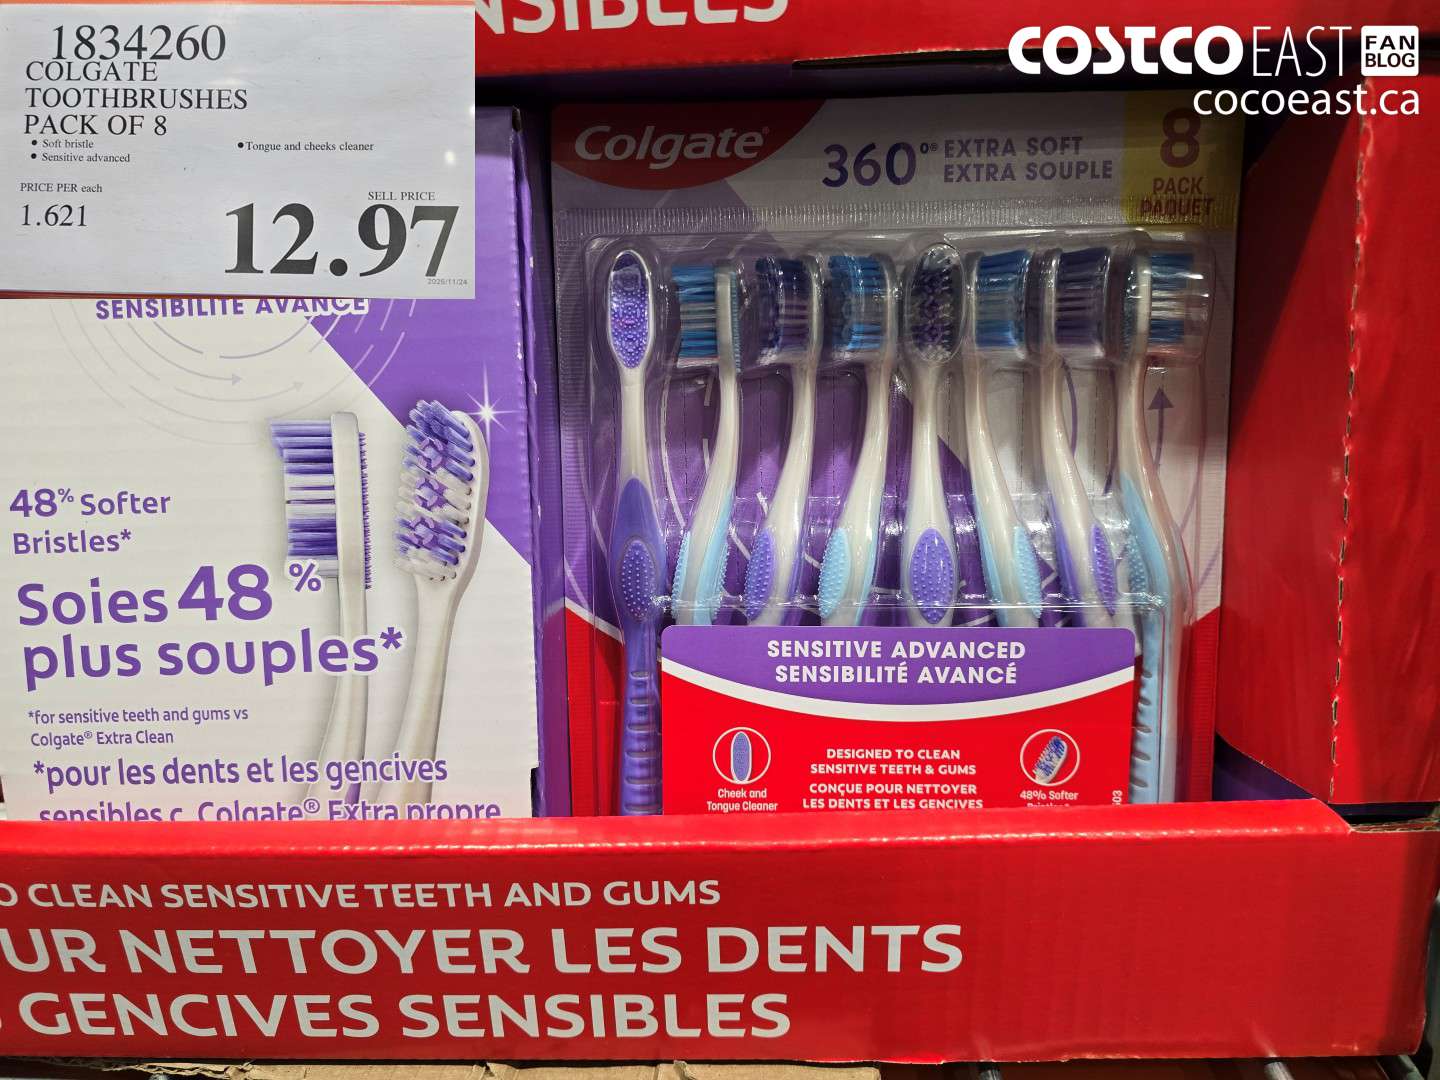 NSIBLES
COSTCO EAST FAN BLOG
cocoeast.ca
1834260
COLGATE
TOOTHBRUSHES
PACK OF 8
• Soft bristle
• Sensitive advanced
• Tongue and cheeks cleaner
PRICE PER each
1.621
SELL PRICE
12.97
SENSIBILITÉ AVANCÉ
48% Softer
Bristles*
Soies 48%
plus souples*
*for sensitive teeth and gums vs
Colgate® Extra Clean
*pour les dents et les gencives
sensibles c. Colgate® Extra propre
Colgate®
360°® EXTRA SOFT
EXTRA SOUPLE
8
PACK
PAQUET
SENSITIVE ADVANCED
SENSIBILITÉ AVANCÉ
Cheek and
Tongue Cleaner
DESIGNED TO CLEAN
SENSITIVE TEETH & GUMS
CONÇUE POUR NETTOYER
LES DENTS ET LES GENCIVES
48% Softer
O CLEAN SENSITIVE TEETH AND GUMS
UR NETTOYER LES DENTS
GENCIVES SENSIBLES